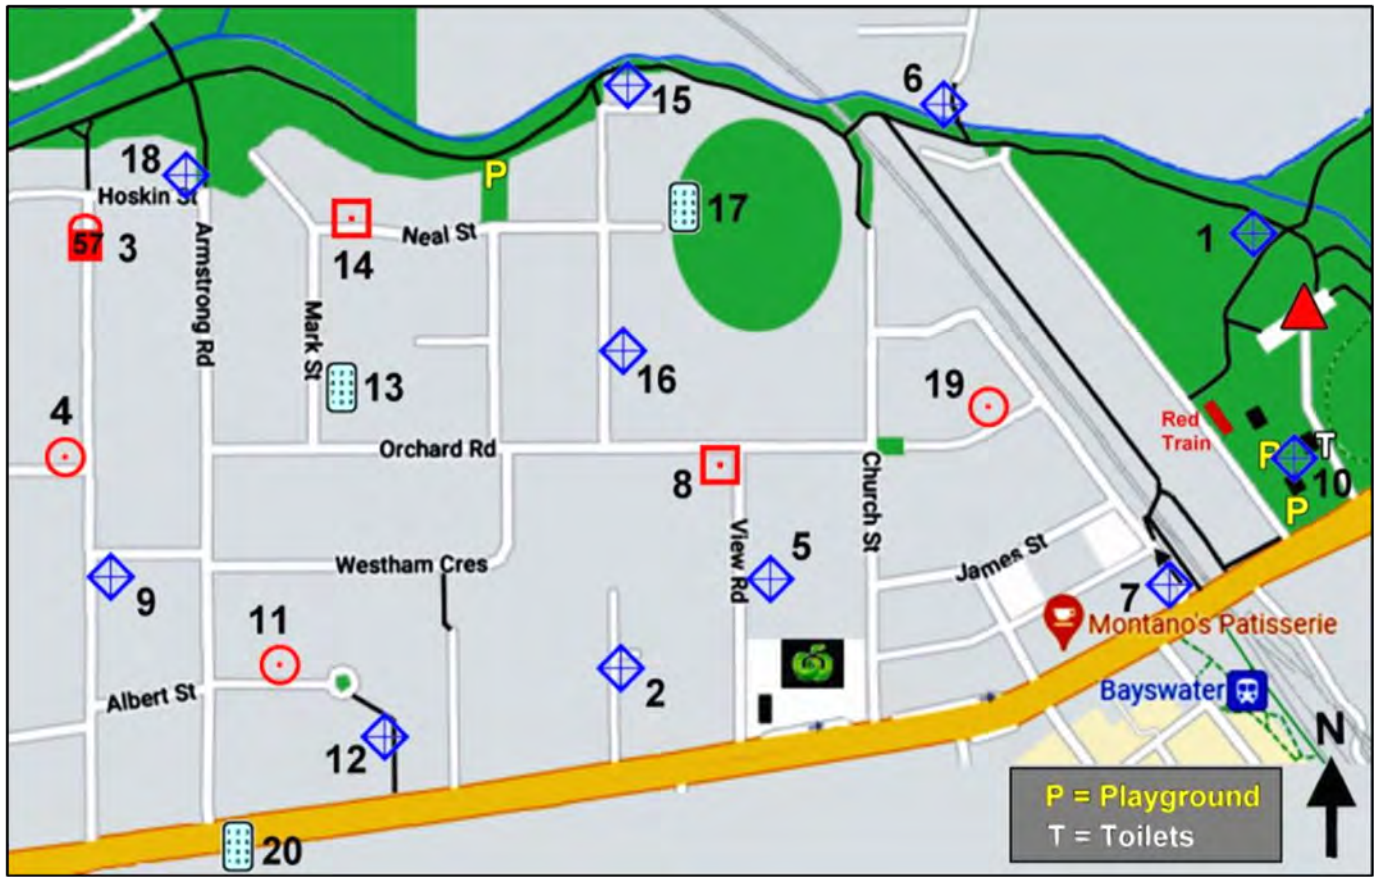 6
15
18
P
Hoskin St
17
1
57 3
Neal St
14
Armstrong Rd
Mark St
16
13
19
4
Red
Train
P T
10
P
Orchard Rd
8
Church St
View Rd
5
James St
Westham Cres
9
7
Montano's Patisserie
11
2
Albert St
Bayswater
12
N
P = Playground
T = Toilets
20